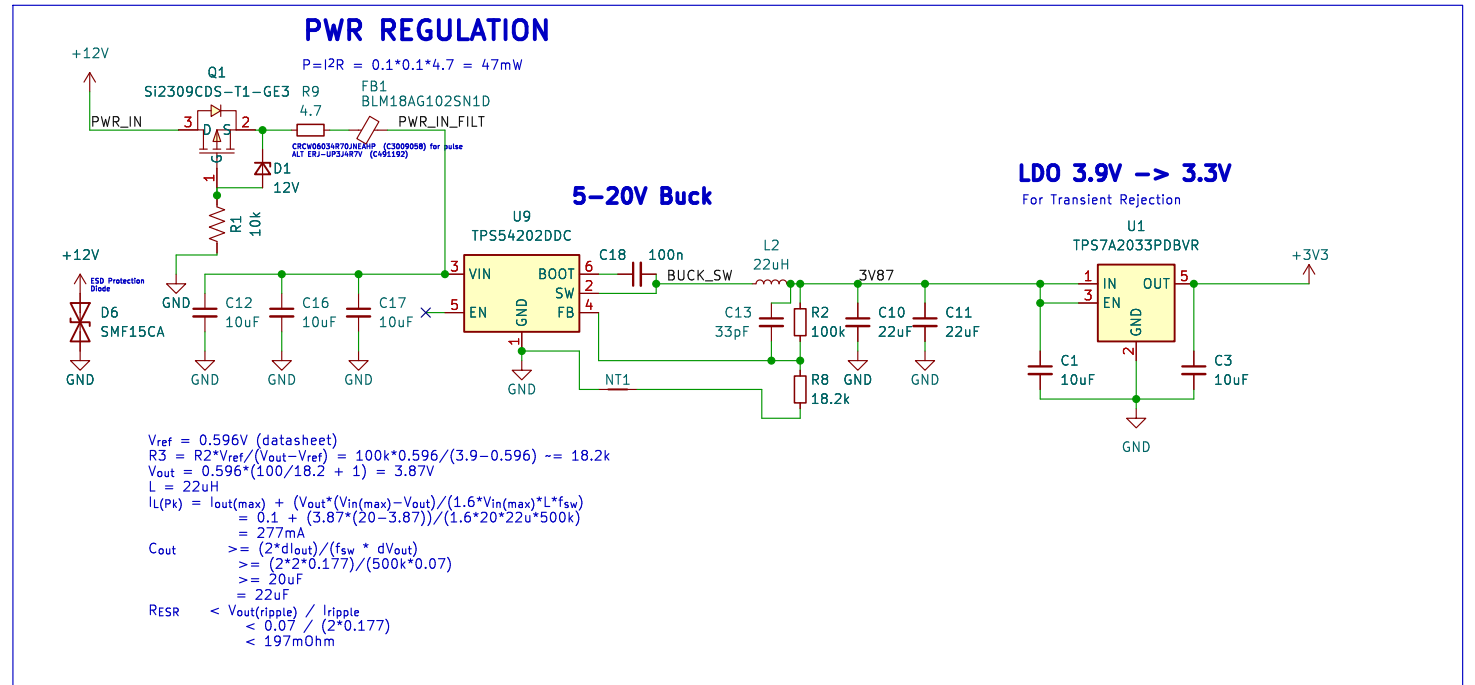 PWR REGULATION
P=I²R = 0.1*0.1*4.7 = 47mW
+12V
Q1
Si2309CDS-T1-GE3
R9
4.7
FB1
BLM18AG102SN1D
PWR_IN
3
D
S
2
G
1
PWR_IN_FILT
CRCW06034R70JNEAHP (C3009058) for pulse
ALT ERJ-UP3J4R7V (C491192)
D1
12V
R1
10k
GND
+12V
ESD Protection
Diode
D6
SMF15CA
GND
C12
10uF
GND
C16
10uF
GND
C17
10uF
GND
5-20V Buck
U9
TPS54202DDC
3
VIN
5
EN
GND
1
BOOT
6
SW
2
FB
4
GND
C18
100n
BUCK_SW
L2
22uH
3V87
C13
33pF
R2
100k
C10
22uF
GND
C11
22uF
GND
NT1
R8
18.2k
LDO 3.9V -> 3.3V
For Transient Rejection
U1
TPS7A2033PDBVR
1
IN
3
EN
OUT
5
GND
2
+3V3
C1
10uF
C3
10uF
GND
Vref = 0.596V (datasheet)
R3 = R2*Vref/(Vout-Vref) = 100k*0.596/(3.9-0.596) ~= 18.2k
Vout = 0.596*(100/18.2 + 1) = 3.87V
L = 22uH
IL(Pk) = Iout(max) + (Vout*(Vin(max)-Vout)/(1.6*Vin(max)*L*fsw)
= 0.1 + (3.87*(20-3.87))/(1.6*20*22u*500k)
= 277mA
Cout >= (2*dIout)/(fsw * dVout)
>= (2*2*0.177)/(500k*0.07)
>= 20uF
= 22uF
RESR < Vout(ripple) / Iripple
< 0.07 / (2*0.177)
< 197mOhm